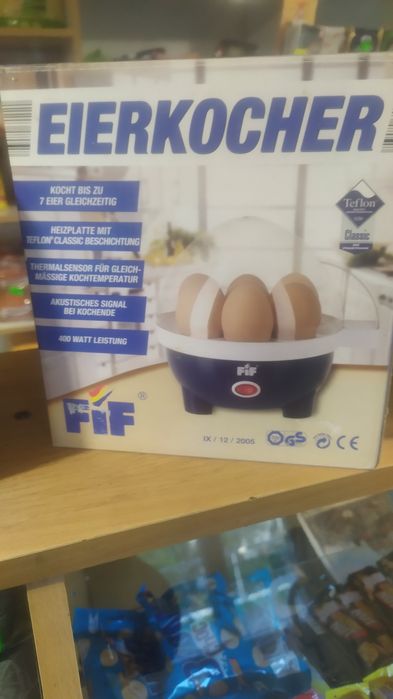 EIERKOCHER
KOCHT BIS ZU
7 EIER GLEICHZEITIG
HEIZPLATTE MIT
TEFLON® CLASSIC BESCHICHTUNG
THERMALSENSOR FÜR GLEICH-
MÄSSIGE KOCHTEMPERATUR
AKUSTISCHES SIGNAL
BEI KOCHENDE
400 WATT LEISTUNG
Teflon
Classic
FiF
FiF®
IX / 12 / 2005
GS
CE